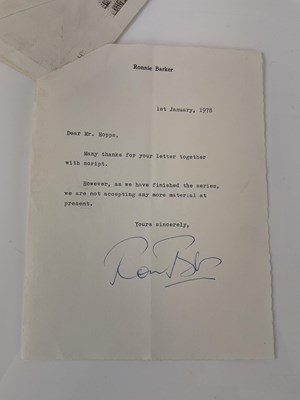 Ronnie Barker
1st January, 1978
Dear Mr. Hopps,
Many thanks for your letter together
with script.
However, as we have finished the series,
we are not accepting any more material at
present.
Yours sincerely,